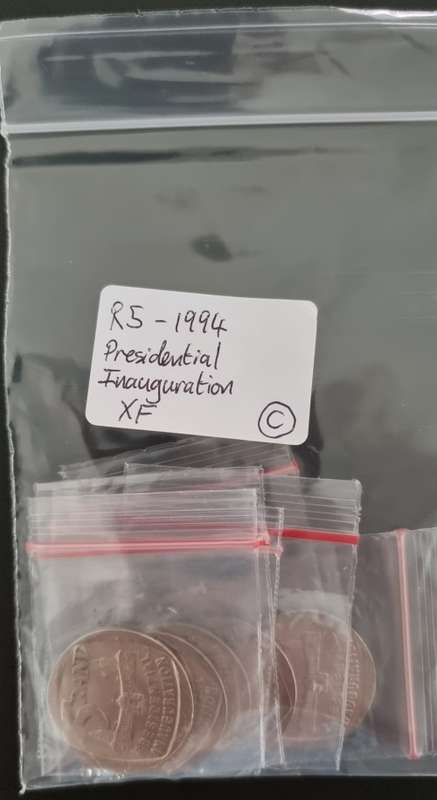 R5 - 1994
Presidential
Inauguration
XF
C